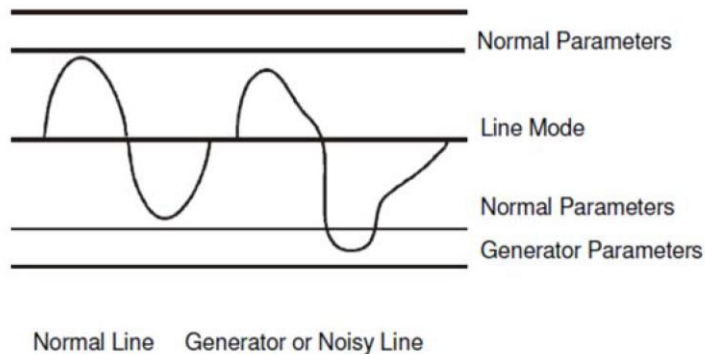 Normal Parameters
Line Mode
Normal Parameters
Generator Parameters
Normal Line
Generator or Noisy Line